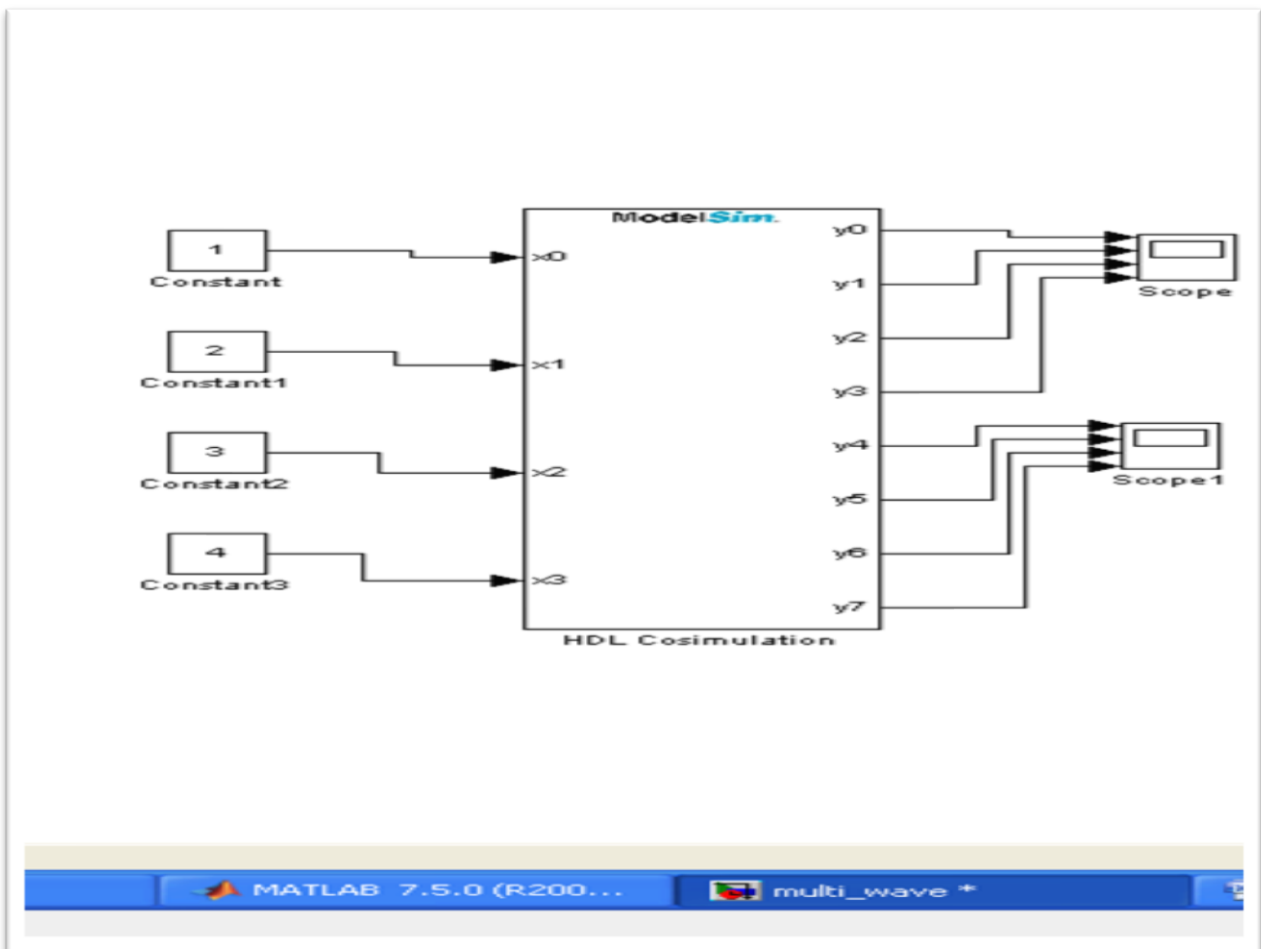 ModelSim.
1
Constant
2
Constant1
3
Constant2
4
Constant3
x0
x1
x2
x3
y0
y1
y2
y3
y4
y5
y6
y7
HDL Cosimulation
Scope
Scope1
MATLAB 7.5.0 (R200...
multi_wave *